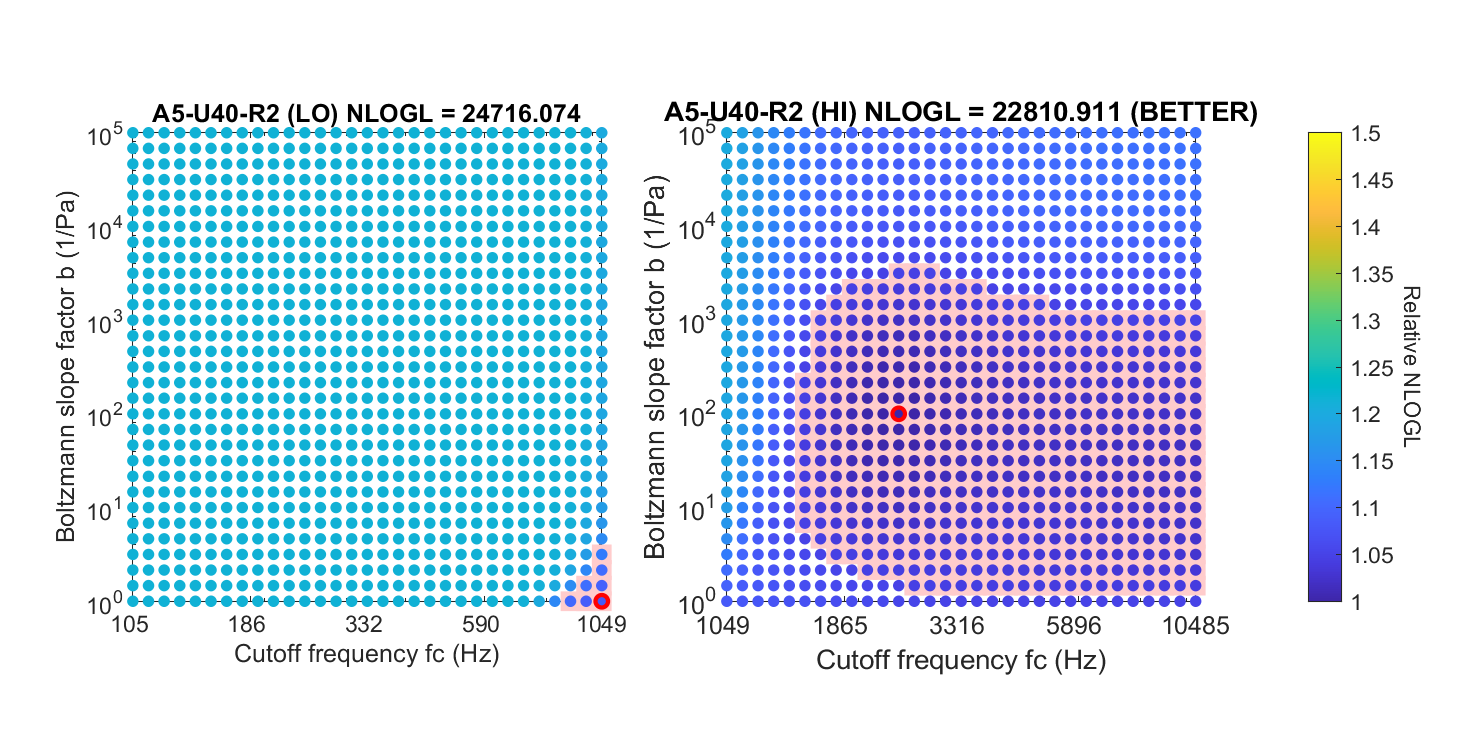 A5-U40-R2 (LO) NLOGL = 24716.074
Boltzmann slope factor b (1/Pa)
10^5
10^4
10^3
10^2
10^1
10^0
105 186 332 590 1049
Cutoff frequency fc (Hz)
A5-U40-R2 (HI) NLOGL = 22810.911 (BETTER)
Boltzmann slope factor b (1/Pa)
10^5
10^4
10^3
10^2
10^1
10^0
1049 1865 3316 5896 10485
Cutoff frequency fc (Hz)
1.5
1.45
1.4
1.35
1.3
1.25
1.2
1.15
1.1
1.05
1
Relative NLOGL